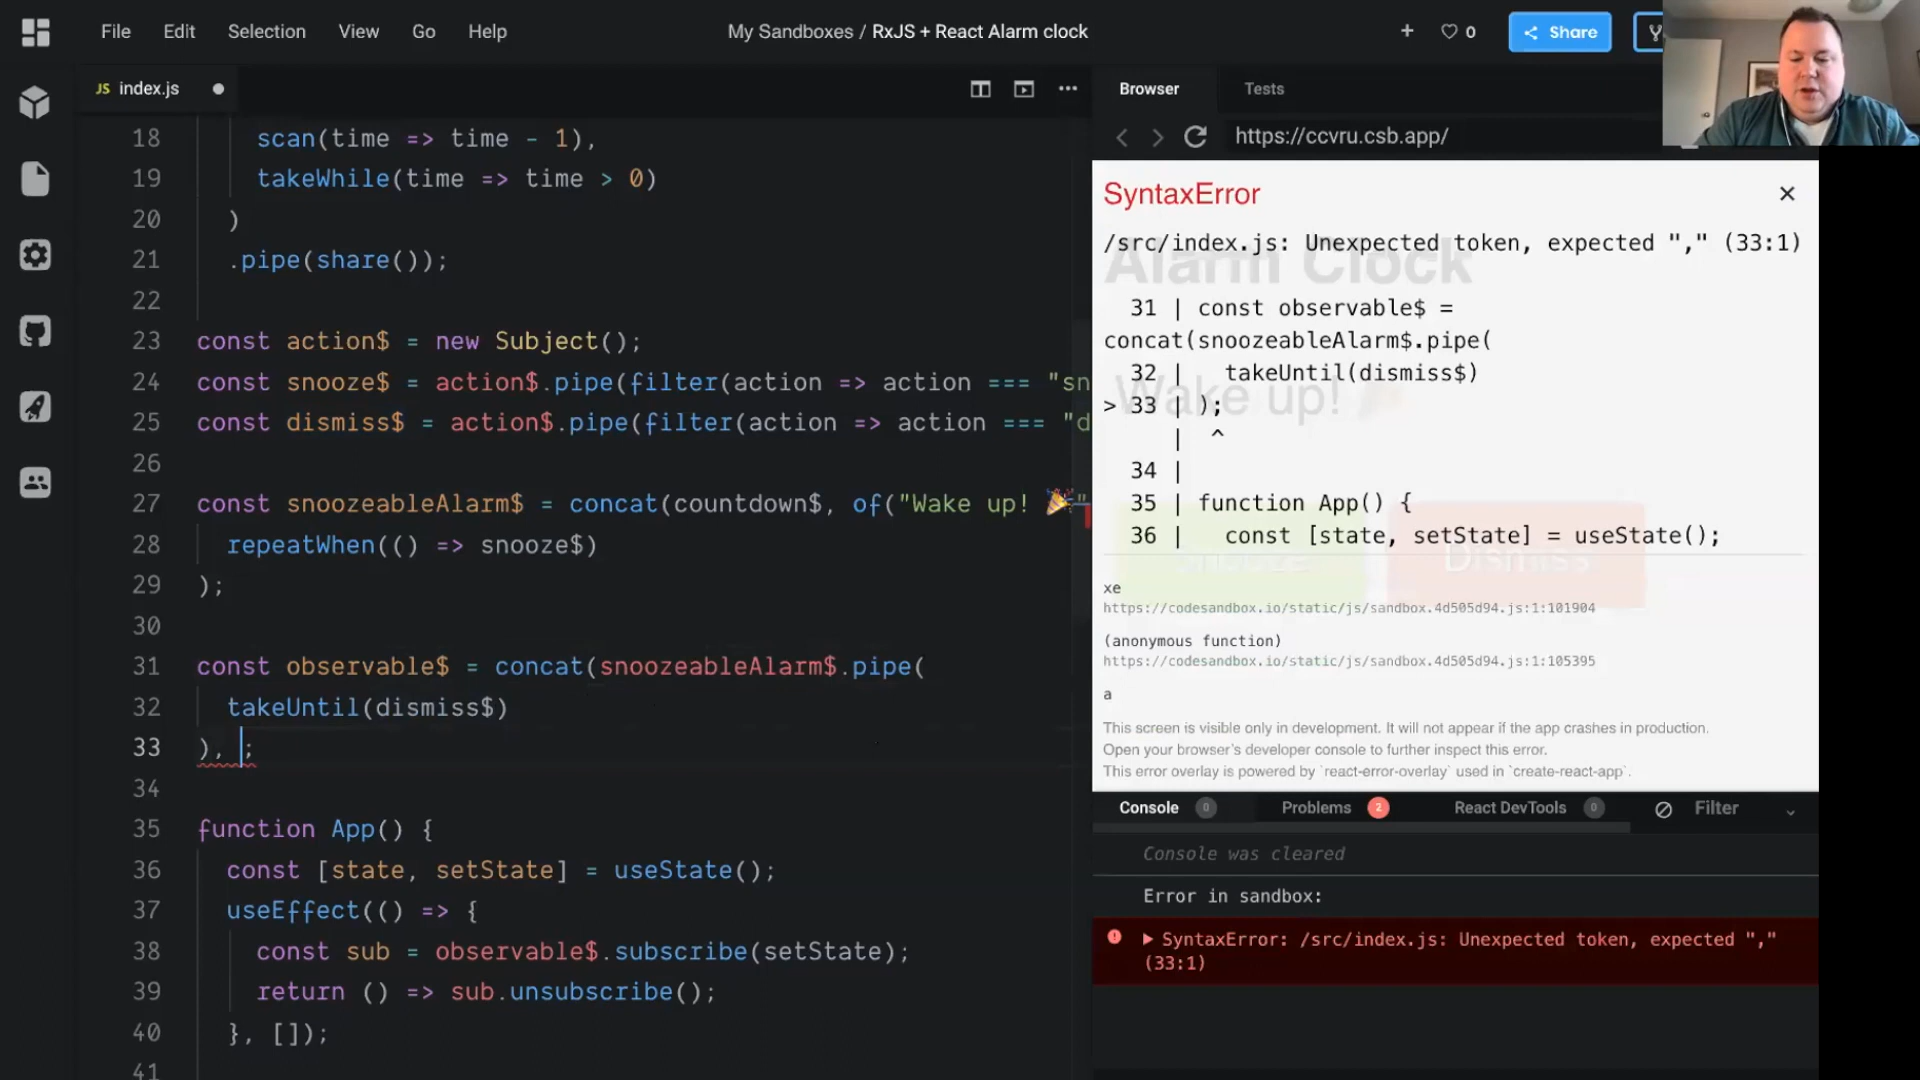 File Edit Selection View Go Help My Sandboxes / RxJS + React Alarm clock + 0 Share
JS index.js Browser Tests
https://ccvru.csb.app/
18 scan(time => time - 1),
19 takeWhile(time => time > 0)
20 )
21 .pipe(share());
22
23 const action$ = new Subject();
24 const snooze$ = action$.pipe(filter(action => action === "sn
25 const dismiss$ = action$.pipe(filter(action => action === "d
26
27 const snoozeableAlarm$ = concat(countdown$, of("Wake up! 🎉"
28 repeatWhen(() => snooze$)
29 );
30
31 const observable$ = concat(snoozeableAlarm$.pipe(
32 takeUntil(dismiss$)
33 ), ;
34
35 function App() {
36 const [state, setState] = useState();
37 useEffect(() => {
38 const sub = observable$.subscribe(setState);
39 return () => sub.unsubscribe();
40 }, []);
41
SyntaxError
/src/index.js: Unexpected token, expected "," (33:1)
Alarm Clock
31 | const observable$ =
concat(snoozeableAlarm$.pipe(
32 | takeUntil(dismiss$)
Wake up! 🎉
> 33 | );
| ^
34 |
35 | function App() {
36 | const [state, setState] = useState();
Dismiss
xe
https://codesandbox.io/static/js/sandbox.4d505d94.js:1:101904
(anonymous function)
https://codesandbox.io/static/js/sandbox.4d505d94.js:1:105395
a
This screen is visible only in development. It will not appear if the app crashes in production.
Open your browser's developer console to further inspect this error.
This error overlay is powered by `react-error-overlay` used in `create-react-app`.
Console 0 Problems 2 React DevTools 0 Filter
Console was cleared
Error in sandbox:
SyntaxError: /src/index.js: Unexpected token, expected ","
(33:1)